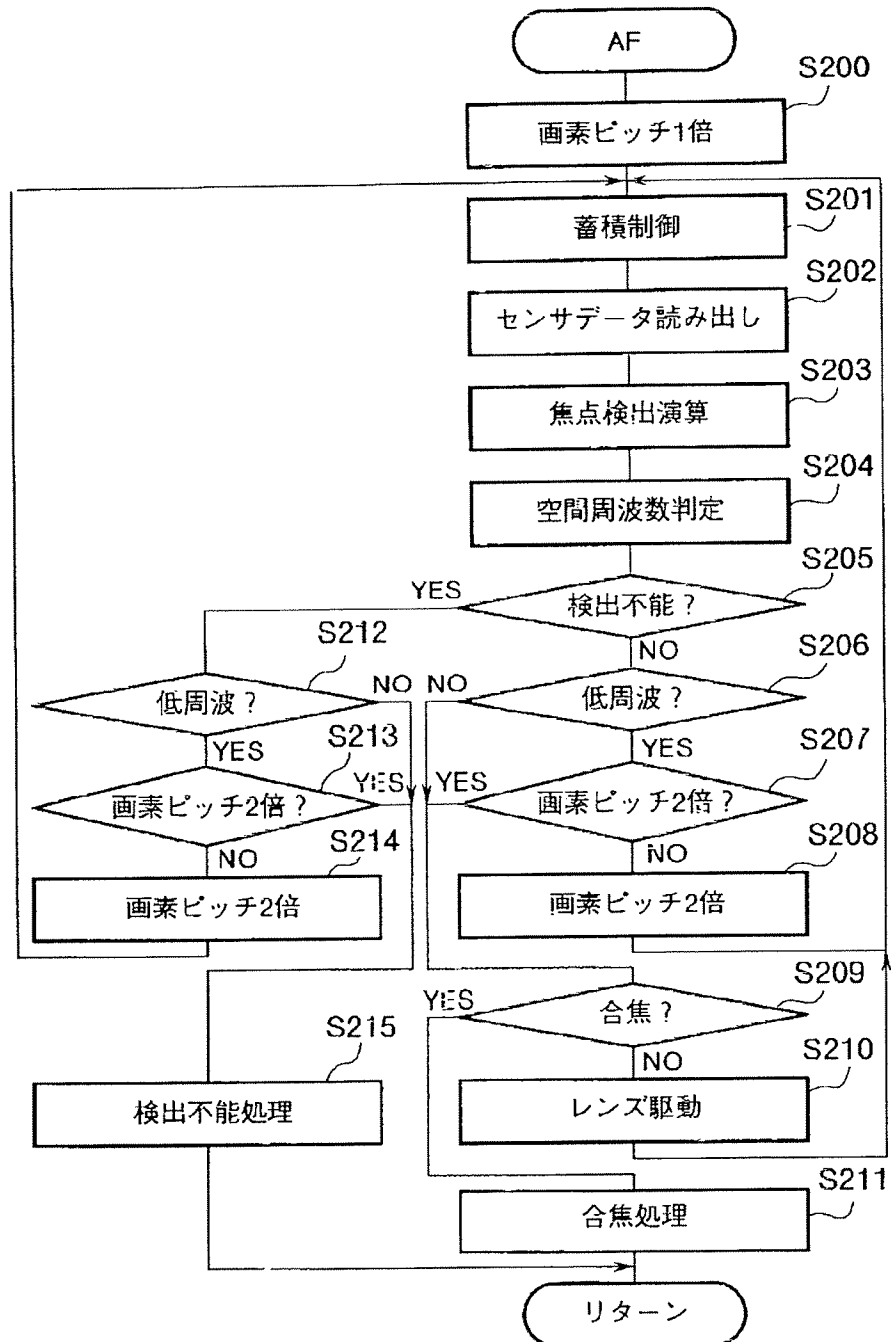 AF
S200
画素ピッチ1倍
S201
蓄積制御
S202
センサデータ読み出し
S203
焦点検出演算
S204
空間周波数判定
S205
検出不能?
YES
NO
S212
低周波?
NO
YES
S206
低周波?
NO
YES
S213
画素ピッチ2倍?
YES
NO
S207
画素ピッチ2倍?
YES
NO
S214
画素ピッチ2倍
S208
画素ピッチ2倍
S209
合焦?
YES
NO
S215
検出不能処理
S210
レンズ駆動
S211
合焦処理
リターン